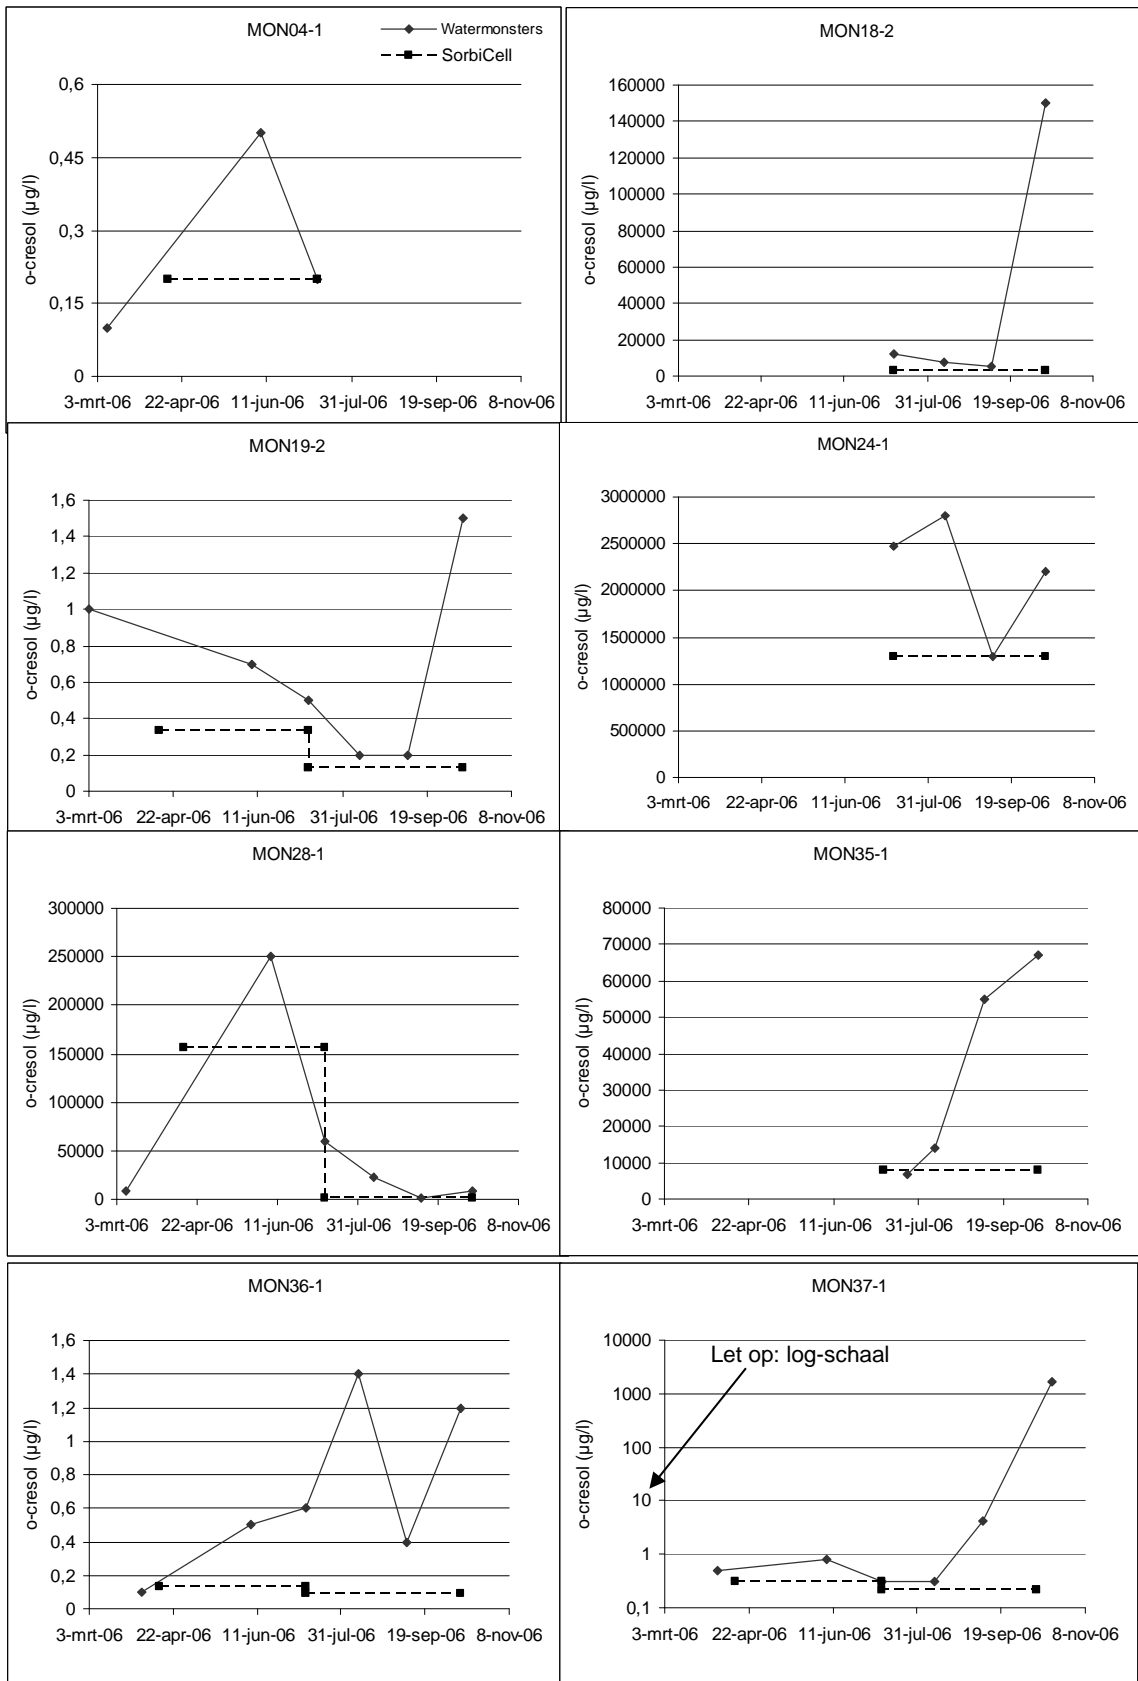 MON04-1
Watermonsters
SorbiCell
o-cresol (µg/l)
0,6
0,45
0,3
0,15
0
3-mrt-06 22-apr-06 11-jun-06 31-jul-06 19-sep-06 8-nov-06
MON18-2
o-cresol (µg/l)
160000
140000
120000
100000
80000
60000
40000
20000
0
3-mrt-06 22-apr-06 11-jun-06 31-jul-06 19-sep-06 8-nov-06
MON19-2
o-cresol (µg/l)
1,6
1,4
1,2
1
0,8
0,6
0,4
0,2
0
3-mrt-06 22-apr-06 11-jun-06 31-jul-06 19-sep-06 8-nov-06
MON24-1
o-cresol (µg/l)
3000000
2500000
2000000
1500000
1000000
500000
0
3-mrt-06 22-apr-06 11-jun-06 31-jul-06 19-sep-06 8-nov-06
MON28-1
o-cresol (µg/l)
300000
250000
200000
150000
100000
50000
0
3-mrt-06 22-apr-06 11-jun-06 31-jul-06 19-sep-06 8-nov-06
MON35-1
o-cresol (µg/l)
80000
70000
60000
50000
40000
30000
20000
10000
0
3-mrt-06 22-apr-06 11-jun-06 31-jul-06 19-sep-06 8-nov-06
MON36-1
o-cresol (µg/l)
1,6
1,4
1,2
1
0,8
0,6
0,4
0,2
0
3-mrt-06 22-apr-06 11-jun-06 31-jul-06 19-sep-06 8-nov-06
MON37-1
Let op: log-schaal
o-cresol (µg/l)
10000
1000
100
10
1
0,1
3-mrt-06 22-apr-06 11-jun-06 31-jul-06 19-sep-06 8-nov-06